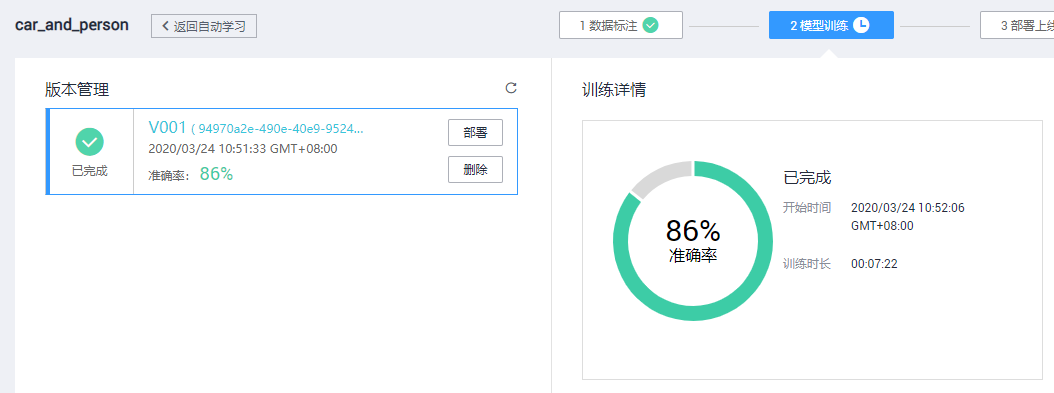 car_and_person
返回自动学习
1 数据标注
2 模型训练
3 部署上线
版本管理
已完成
V001 ( 94970a2e-490e-40e9-9524...
2020/03/24 10:51:33 GMT+08:00
准确率： 86%
部署
删除
训练详情
86%
准确率
已完成
开始时间 2020/03/24 10:52:06
GMT+08:00
训练时长 00:07:22